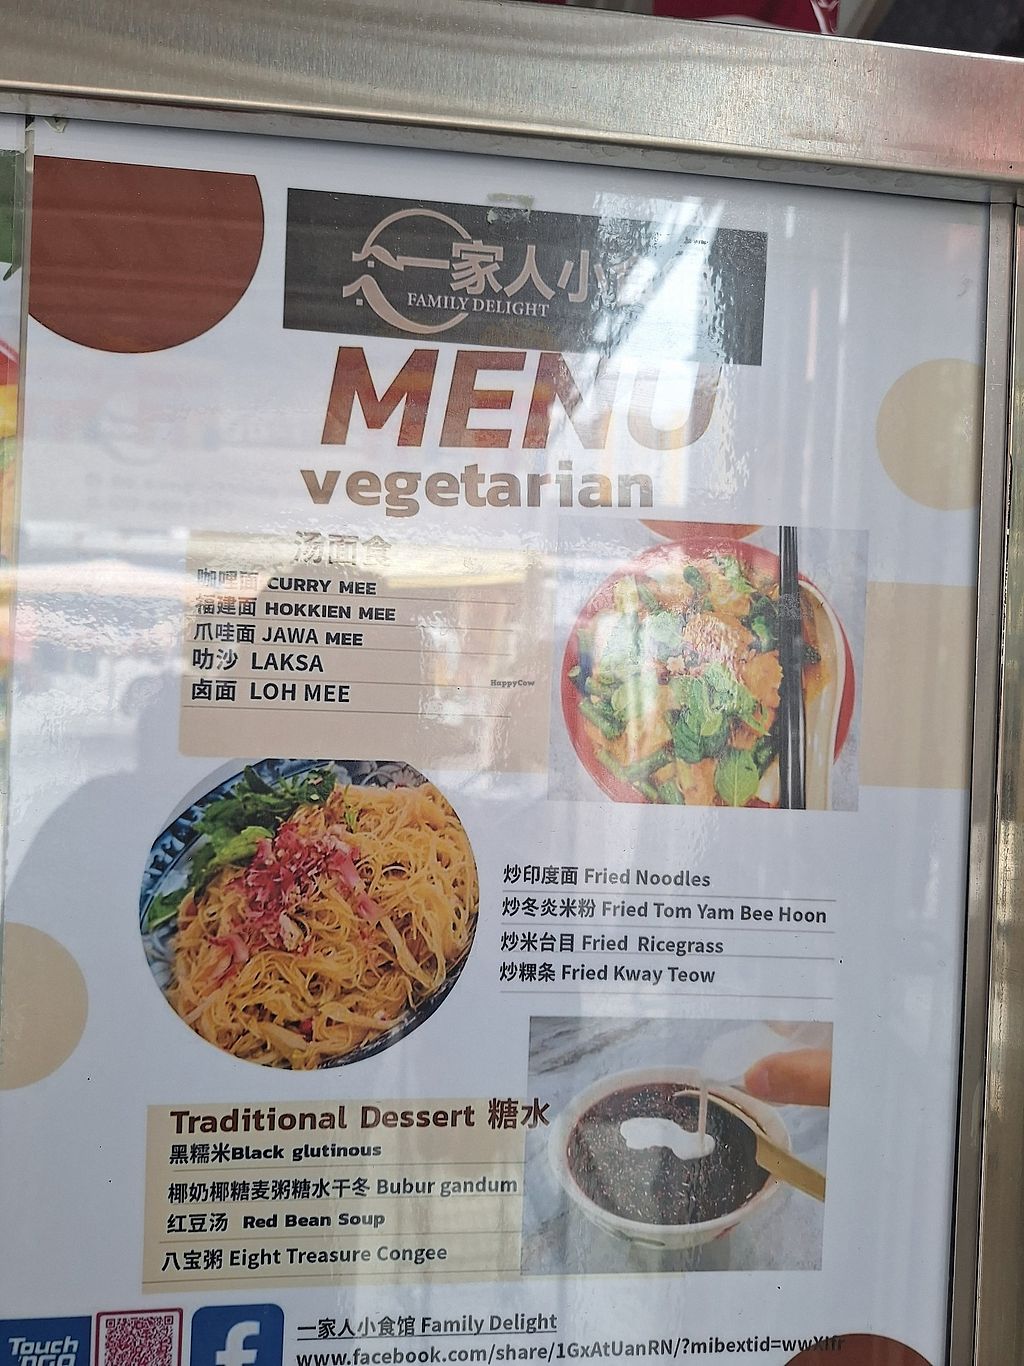 一家人小
FAMILY DELIGHT
MENU
vegetarian
汤面食
咖哩面 CURRY MEE
福建面 HOKKIEN MEE
爪哇面 JAWA MEE
叻沙 LAKSA
卤面 LOH MEE
HappyCow
炒印度面 Fried Noodles
炒冬炎米粉 Fried Tom Yam Bee Hoon
炒米台目 Fried Ricegrass
炒粿条 Fried Kway Teow
Traditional Dessert 糖水
黑糯米Black glutinous
椰奶椰糖麦粥糖水干冬 Bubur gandum
红豆汤 Red Bean Soup
八宝粥 Eight Treasure Congee
一家人小食馆 Family Delight
www.facebook.com/share/1GxAtUanRN/?mibextid=wwXIfr
Touch